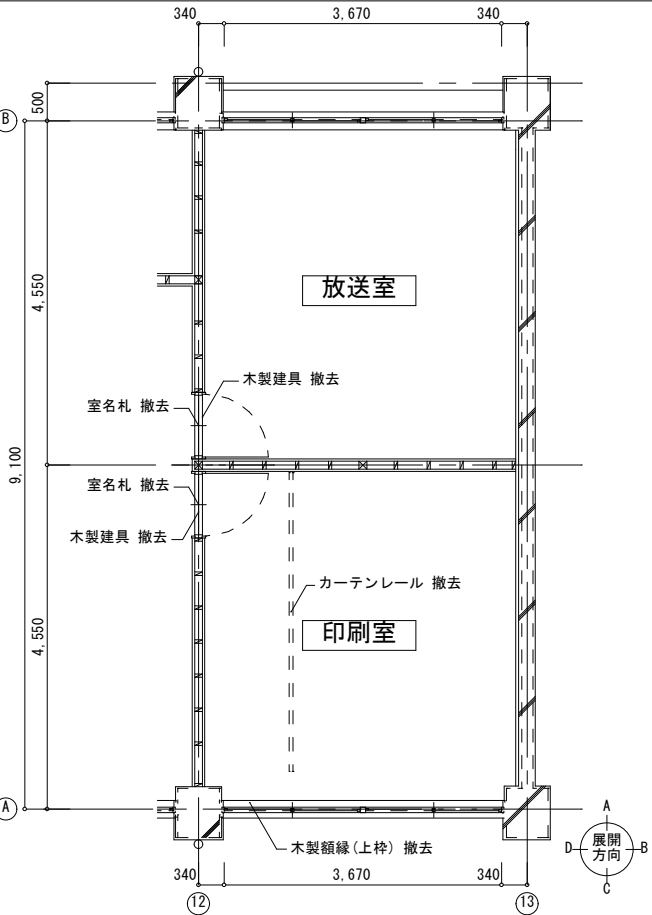 340 3,670 340
500
B
放送室
4,550
木製建具 撤去
室名札 撤去
9,100
室名札 撤去
木製建具 撤去
カーテンレール 撤去
印刷室
4,550
A
木製額縁(上枠) 撤去
A
D 展開 B
方向
C
340 3,670 340
12 13